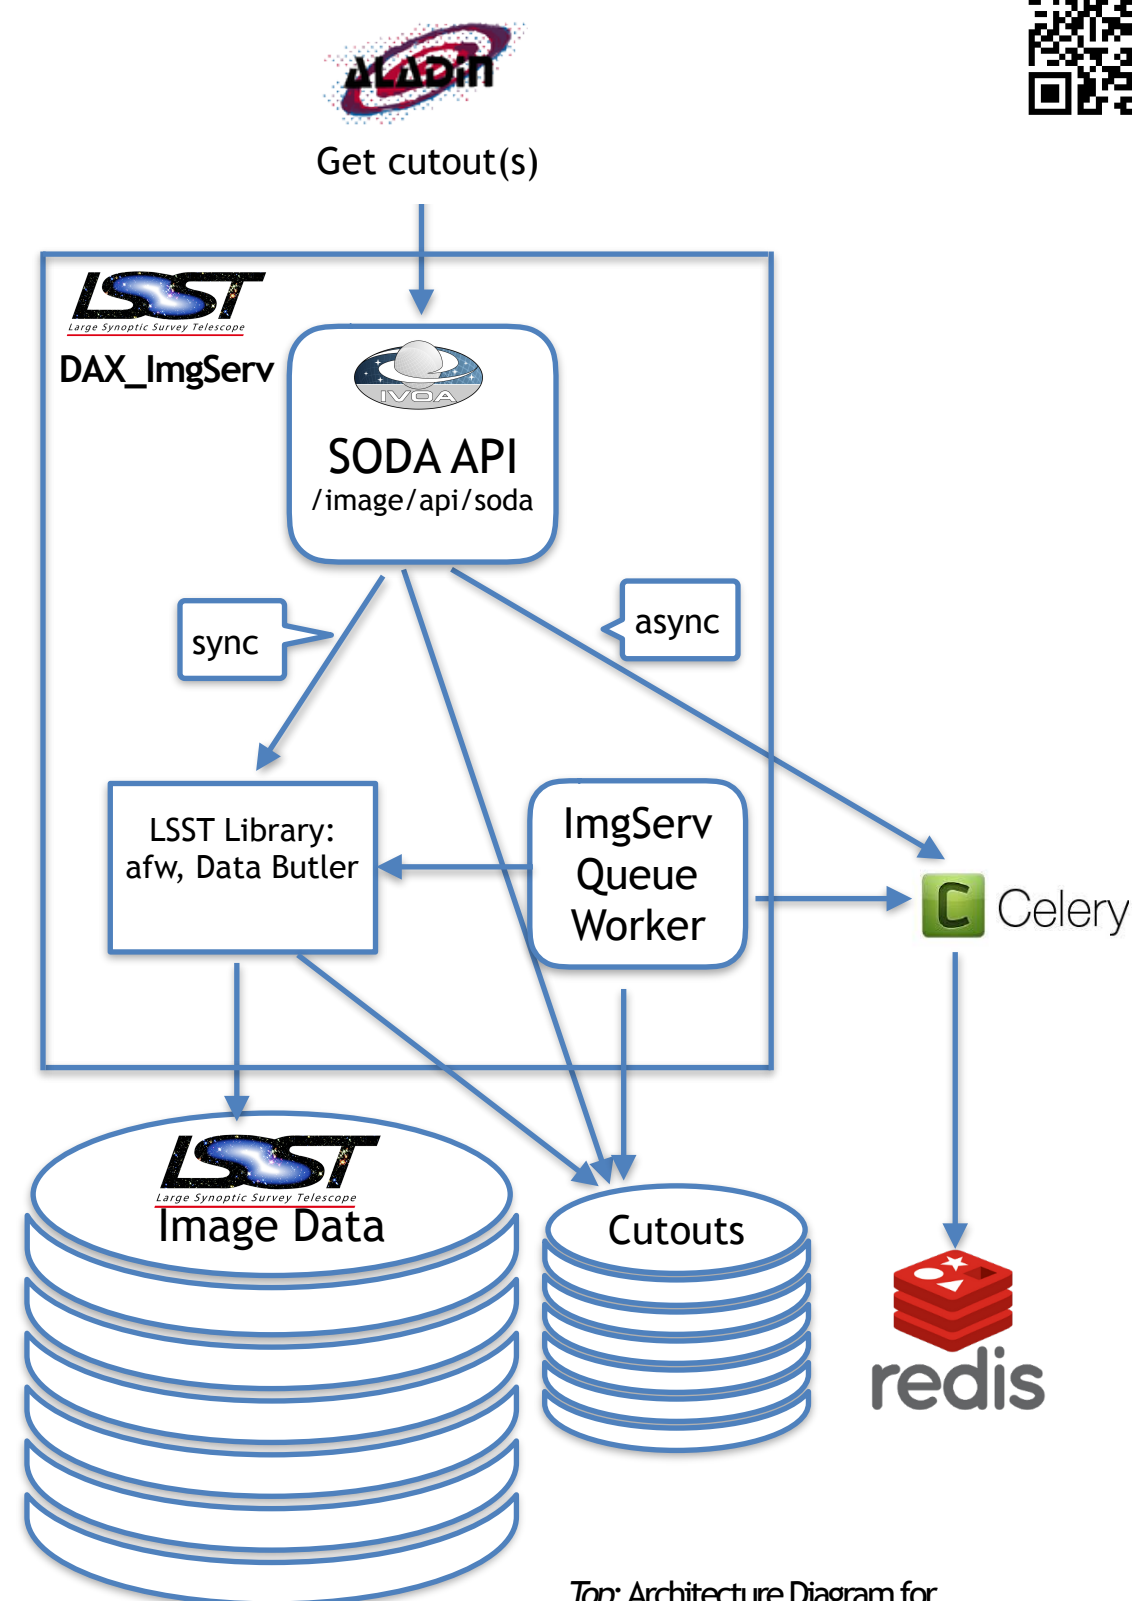 ALADiN
Get cutout(s)
LSST
Large Synoptic Survey Telescope
DAX_ImgServ
IVOA
SODA API
/image/api/soda
sync
async
LSST Library:
afw, Data Butler
ImgServ
Queue
Worker
C Celery
LSST
Large Synoptic Survey Telescope
Image Data
Cutouts
redis
Top: Architecture Diagram for